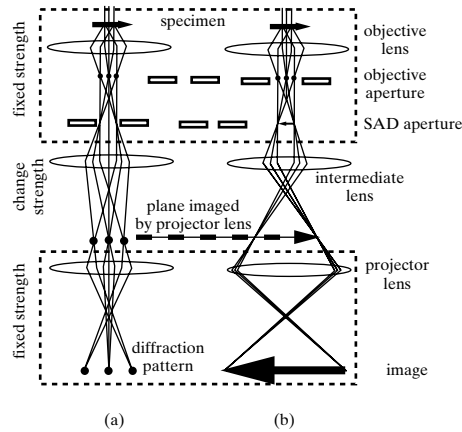 specimen
objective
lens
objective
aperture
SAD aperture
fixed strength
change
strength
intermediate
lens
plane imaged
by projector lens
fixed strength
projector
lens
diffraction
pattern
image
(a)
(b)